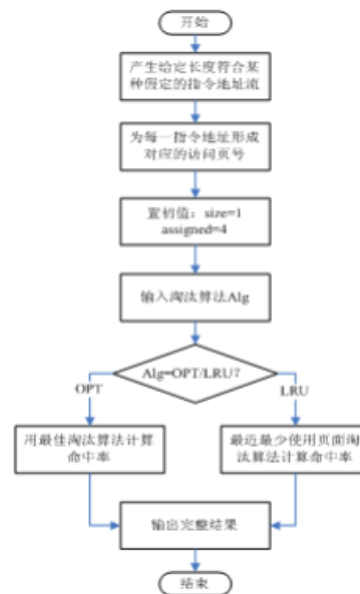 开始
产生给定长度符合某
种假定的指令地址流
为每一指令地址形成
对应的访问页号
置初值：size=1
assigned=4
输入淘汰算法Alg
Alg=OPT/LRU?
OPT
LRU
用最佳淘汰算法计算
命中率
最近最少使用页面淘
汰算法计算命中率
输出完整结果
结束